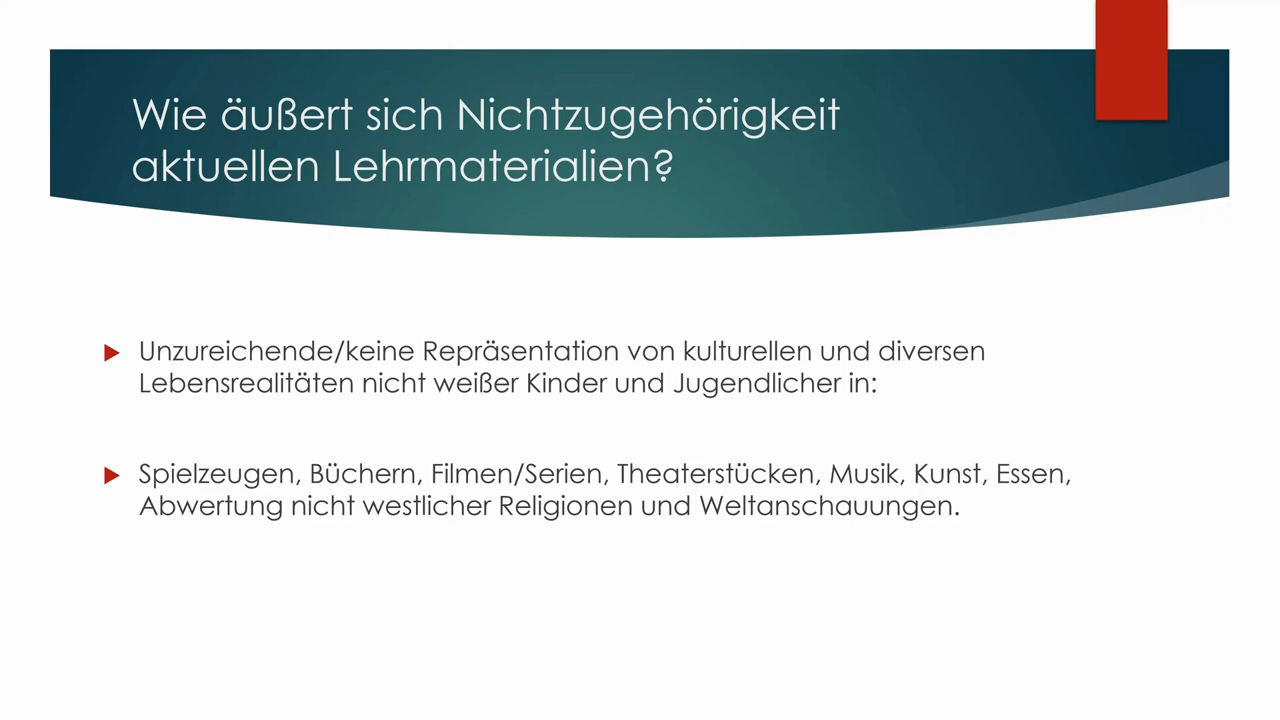 Wie äußert sich Nichtzugehörigkeit
aktuellen Lehrmaterialien?
Unzureichende/keine Repräsentation von kulturellen und diversen
Lebensrealitäten nicht weißer Kinder und Jugendlicher in:
Spielzeugen, Büchern, Filmen/Serien, Theaterstücken, Musik, Kunst, Essen,
Abwertung nicht westlicher Religionen und Weltanschauungen.